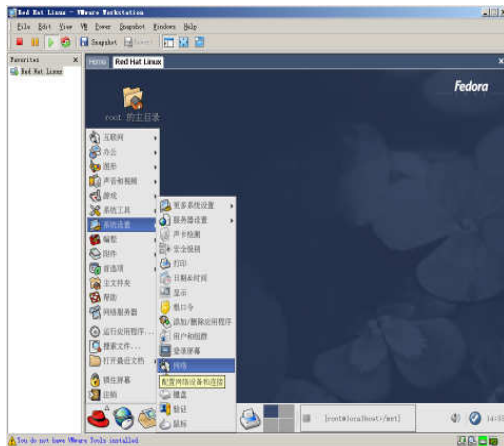 Red Hat Linux - VMware Workstation
File Edit View VM Power Snapshot Windows Help
Snapshot Revert
Favorites
Red Hat Linux
Home Red Hat Linux
Fedora
root 的主目录
互联网
办公
图形
声音和视频
游戏
系统工具
系统设置
编程
附件
首选项
主文件夹
帮助
网络服务器
运行应用程序...
搜索文件...
打开最近文档
锁住屏幕
注销
更多系统设置
服务器设置
声卡检测
安全级别
打印
日期和时间
显示
根口令
添加/删除应用程序
用户和组群
登录屏幕
网络
配置网络设备和连接
键盘
验证
鼠标
[root@localhost:/mnt]
You do not have VMware Tools installed